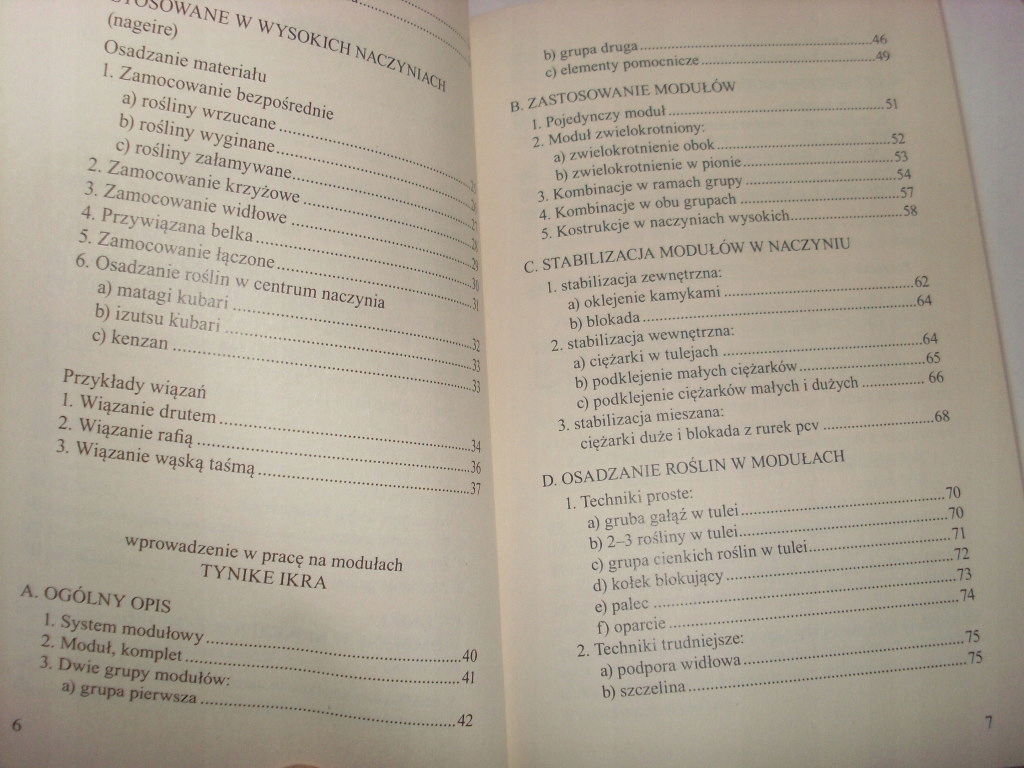 STOSOWANE W WYSOKICH NACZYNIACH
(nageire)
Osadzanie materiału
1. Zamocowanie bezpośrednie
a) rośliny wrzucane
b) rośliny wyginane
c) rośliny załamywane
2. Zamocowanie krzyżowe
3. Zamocowanie widłowe
4. Przywiązana belka
5. Zamocowanie łączone
6. Osadzanie roślin w centrum naczynia
a) matagi kubari ... 32
b) izutsu kubari ... 33
c) kenzan ... 33
Przykłady wiązań
1. Wiązanie drutem ... 34
2. Wiązanie rafią ... 36
3. Wiązanie wąską taśmą ... 37
wprowadzenie w pracę na modułach
TYNIKE IKRA
A. OGÓLNY OPIS
1. System modułowy ... 40
2. Moduł, komplet ... 41
3. Dwie grupy modułów:
a) grupa pierwsza ... 42
6
b) grupa druga ... 46
c) elementy pomocnicze ... 49
B. ZASTOSOWANIE MODUŁÓW
1. Pojedynczy moduł ... 51
2. Moduł zwielokrotniony:
a) zwielokrotnienie obok ... 52
b) zwielokrotnienie w pionie ... 53
3. Kombinacje w ramach grupy ... 54
4. Kombinacje w obu grupach ... 57
5. Kostrukcje w naczyniach wysokich ... 58
C. STABILIZACJA MODUŁÓW W NACZYNIU
1. stabilizacja zewnętrzna:
a) oklejenie kamykami ... 62
b) blokada ... 64
2. stabilizacja wewnętrzna:
a) ciężarki w tulejach ... 64
b) podklejenie małych ciężarków ... 65
c) podklejenie ciężarków małych i dużych ... 66
3. stabilizacja mieszana:
ciężarki duże i blokada z rurek pcv ... 68
D. OSADZANIE ROŚLIN W MODUŁACH
1. Techniki proste:
a) gruba gałąź w tulei ... 70
b) 2–3 rośliny w tulei ... 70
c) grupa cienkich roślin w tulei ... 71
d) kołek blokujący ... 72
e) palec ... 73
f) oparcie ... 74
2. Techniki trudniejsze:
a) podpora widłowa ... 75
b) szczelina ... 75
7